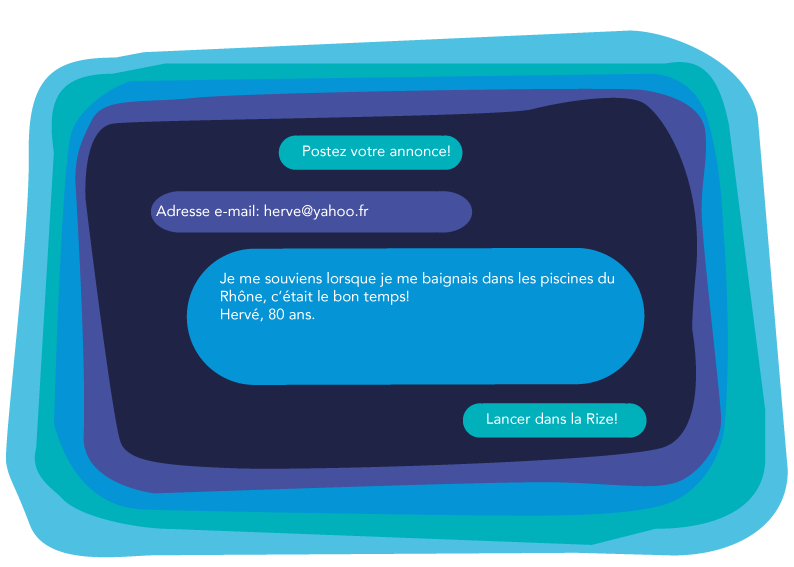 Postez votre annonce!
Adresse e-mail: herve@yahoo.fr
Je me souviens lorsque je me baignais dans les piscines du
Rhône, c'était le bon temps!
Hervé, 80 ans.
Lancer dans la Rize!